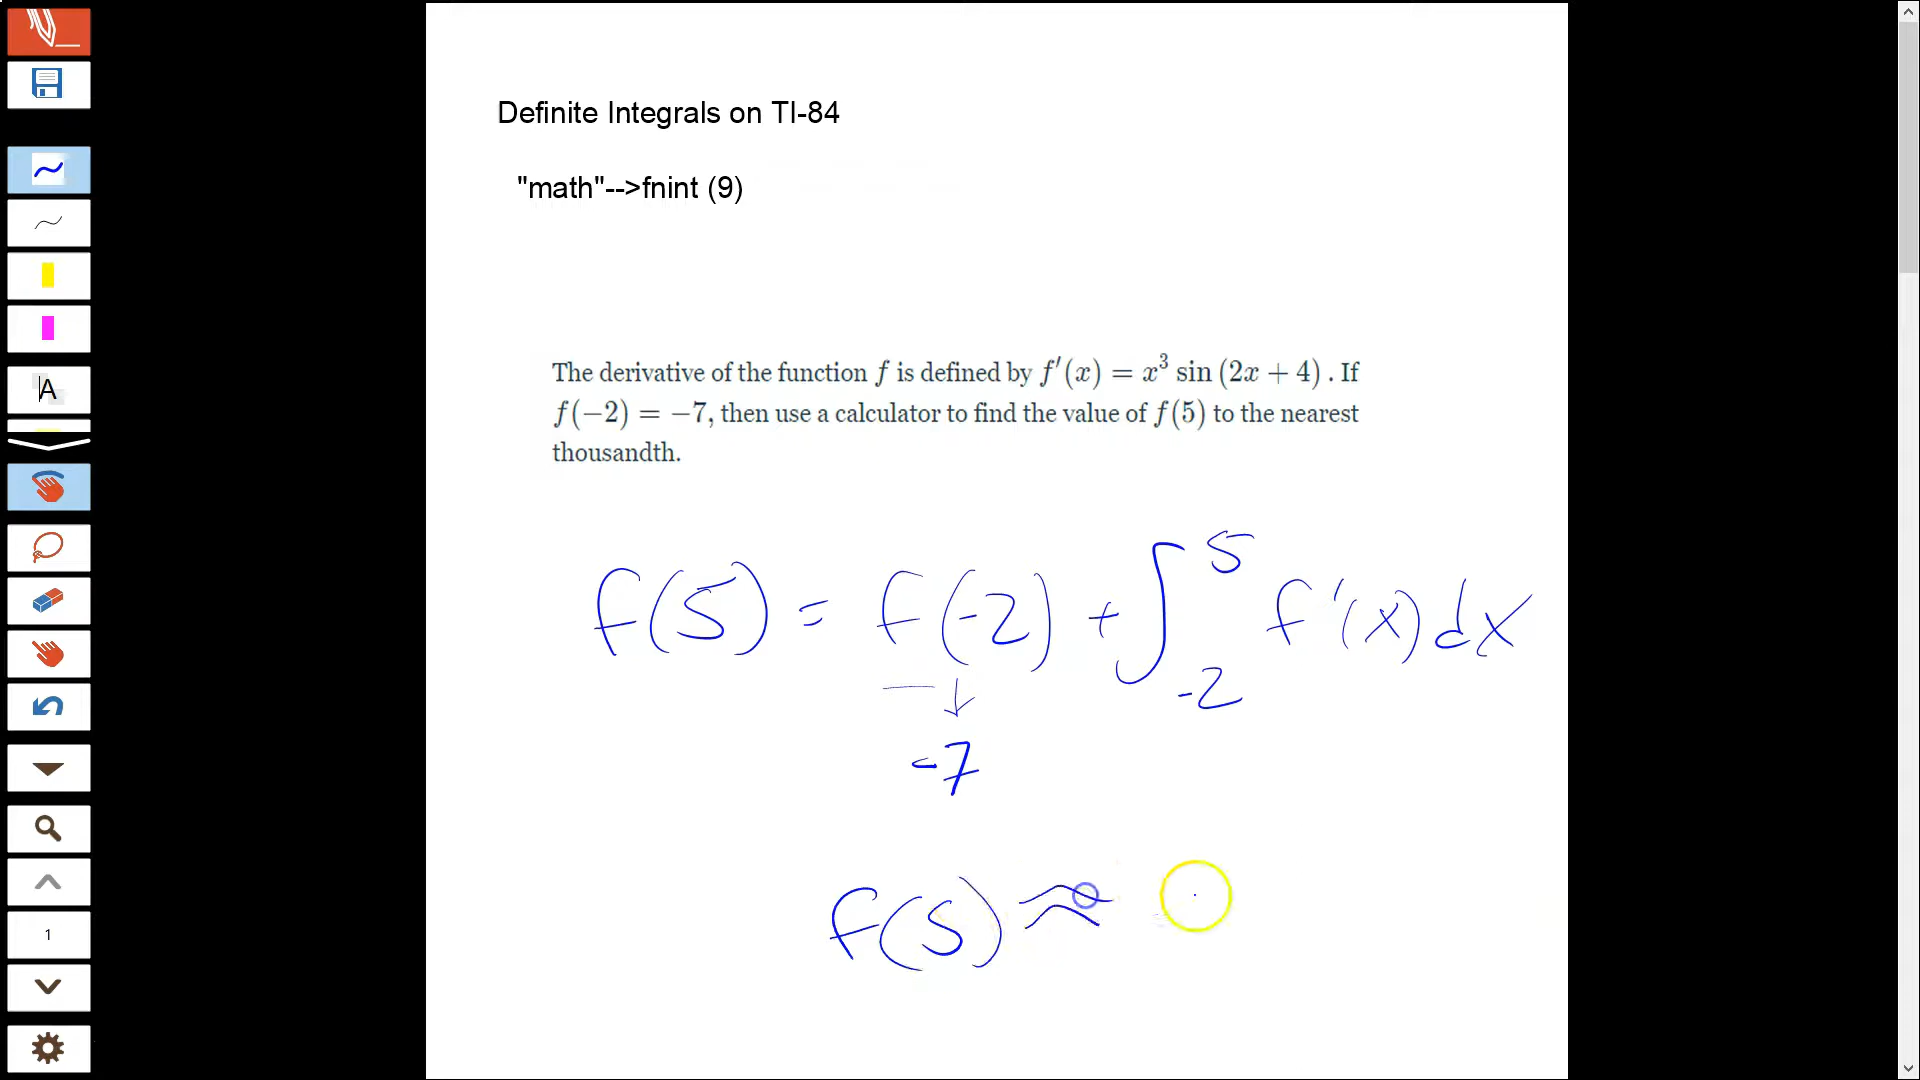 Definite Integrals on TI-84
"math"-->fnint (9)
The derivative of the function f is defined by f′(x) = x³ sin (2x + 4) . If
f(−2) = −7, then use a calculator to find the value of f(5) to the nearest
thousandth.
f(5) = f(-2) + ∫_{-2}^{5} f'(x)dx
-7
f(5) ≈
A
1